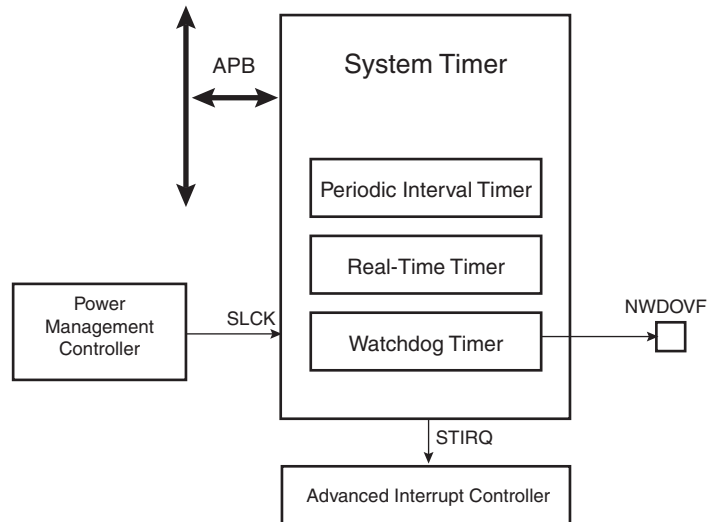 System Timer
APB
Periodic Interval Timer
Real-Time Timer
Power
Management
Controller
SLCK
Watchdog Timer
NWDOVF
STIRQ
Advanced Interrupt Controller